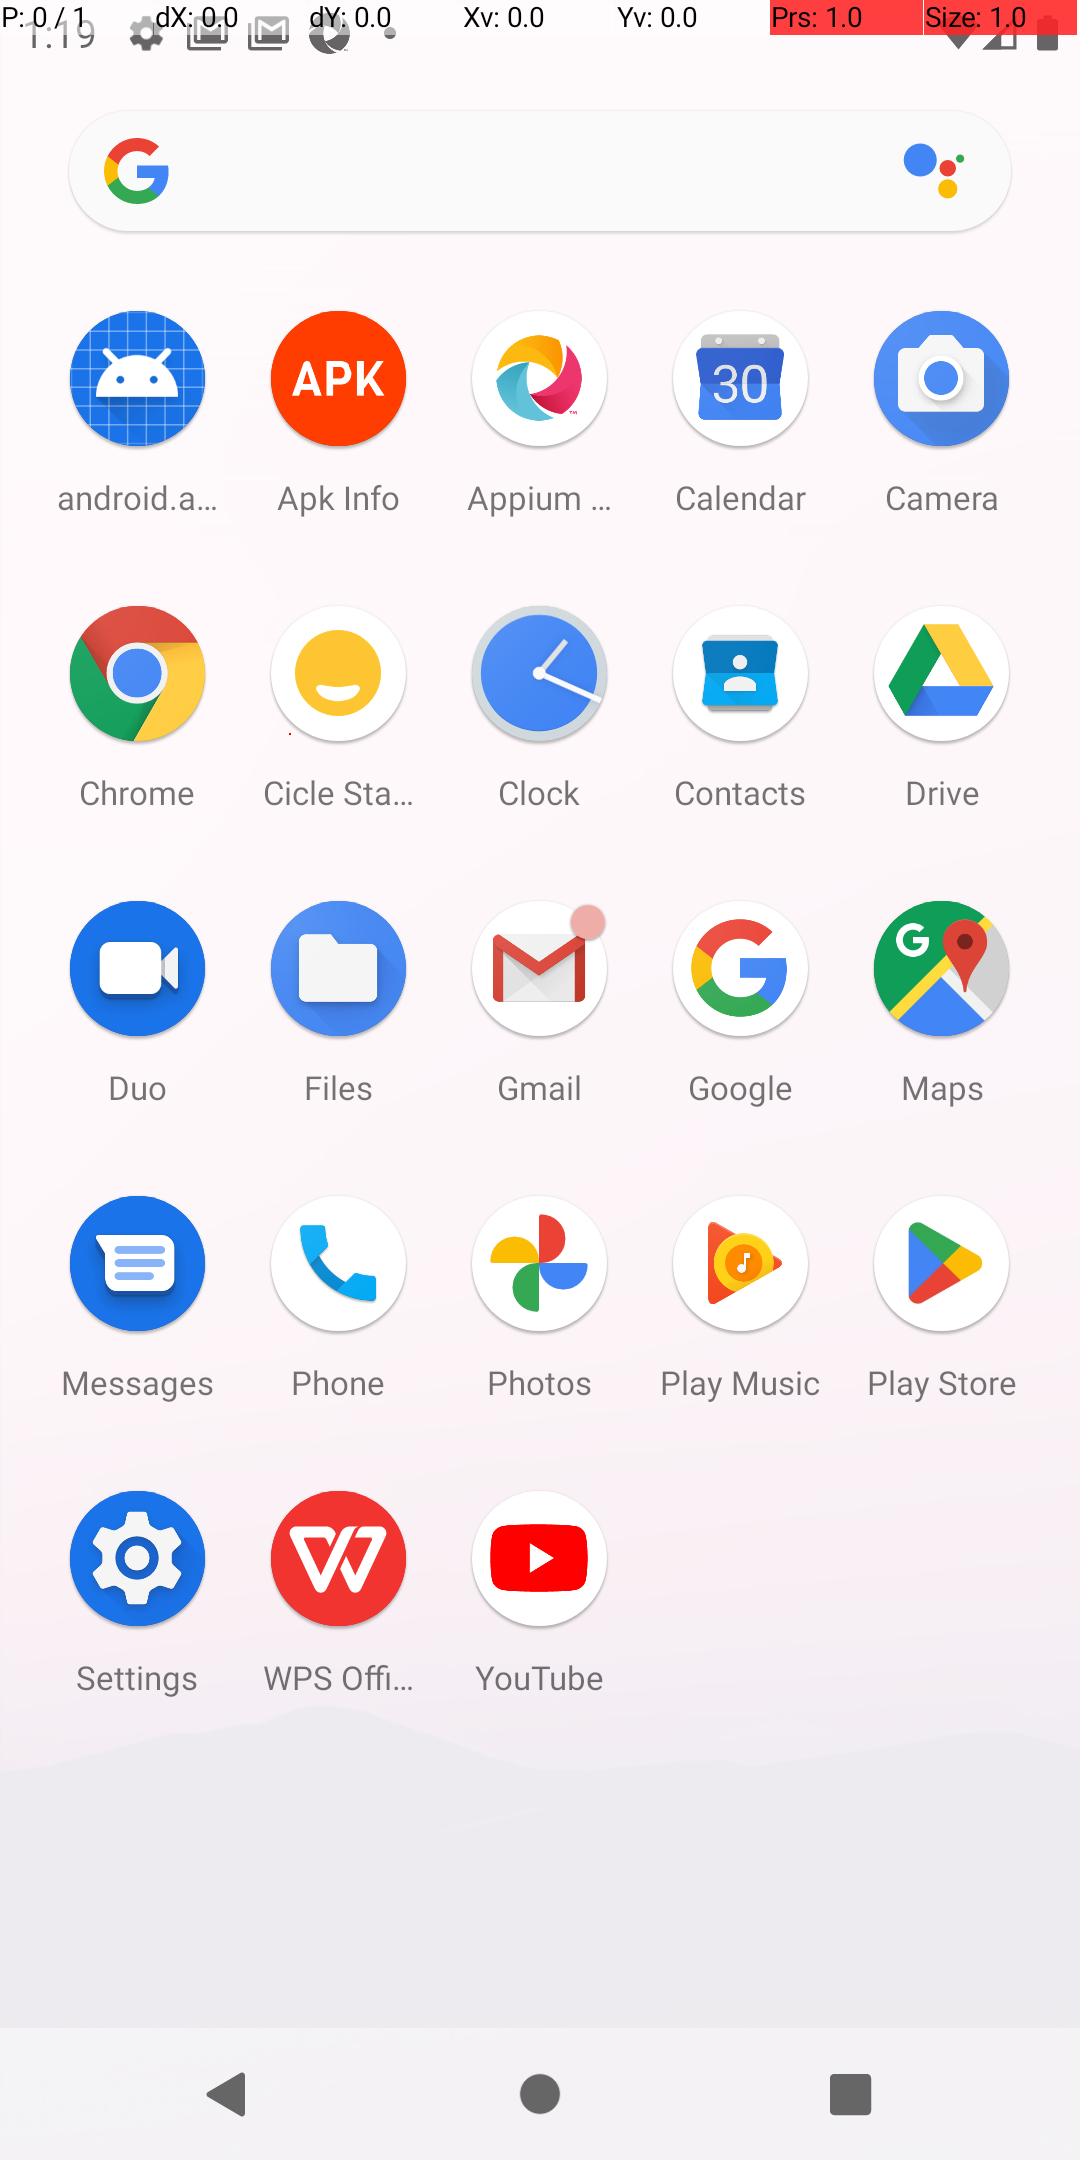 P: 0 / 1 dX: 0.0 dY: 0.0 Xv: 0.0 Yv: 0.0 Prs: 1.0 Size: 1.0
1:19
APK
30
android.a... Apk Info Appium ... Calendar Camera
Chrome Cicle Sta... Clock Contacts Drive
Duo Files Gmail Google Maps
Messages Phone Photos Play Music Play Store
Settings WPS Offi... YouTube